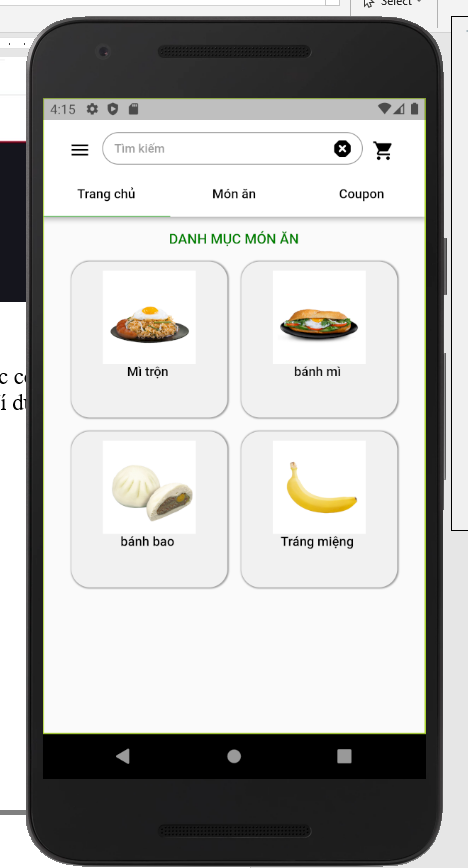 Select
4:15
Tìm kiếm
Trang chủ
Món ăn
Coupon
DANH MỤC MÓN ĂN
Mì trộn
bánh mì
bánh bao
Tráng miệng